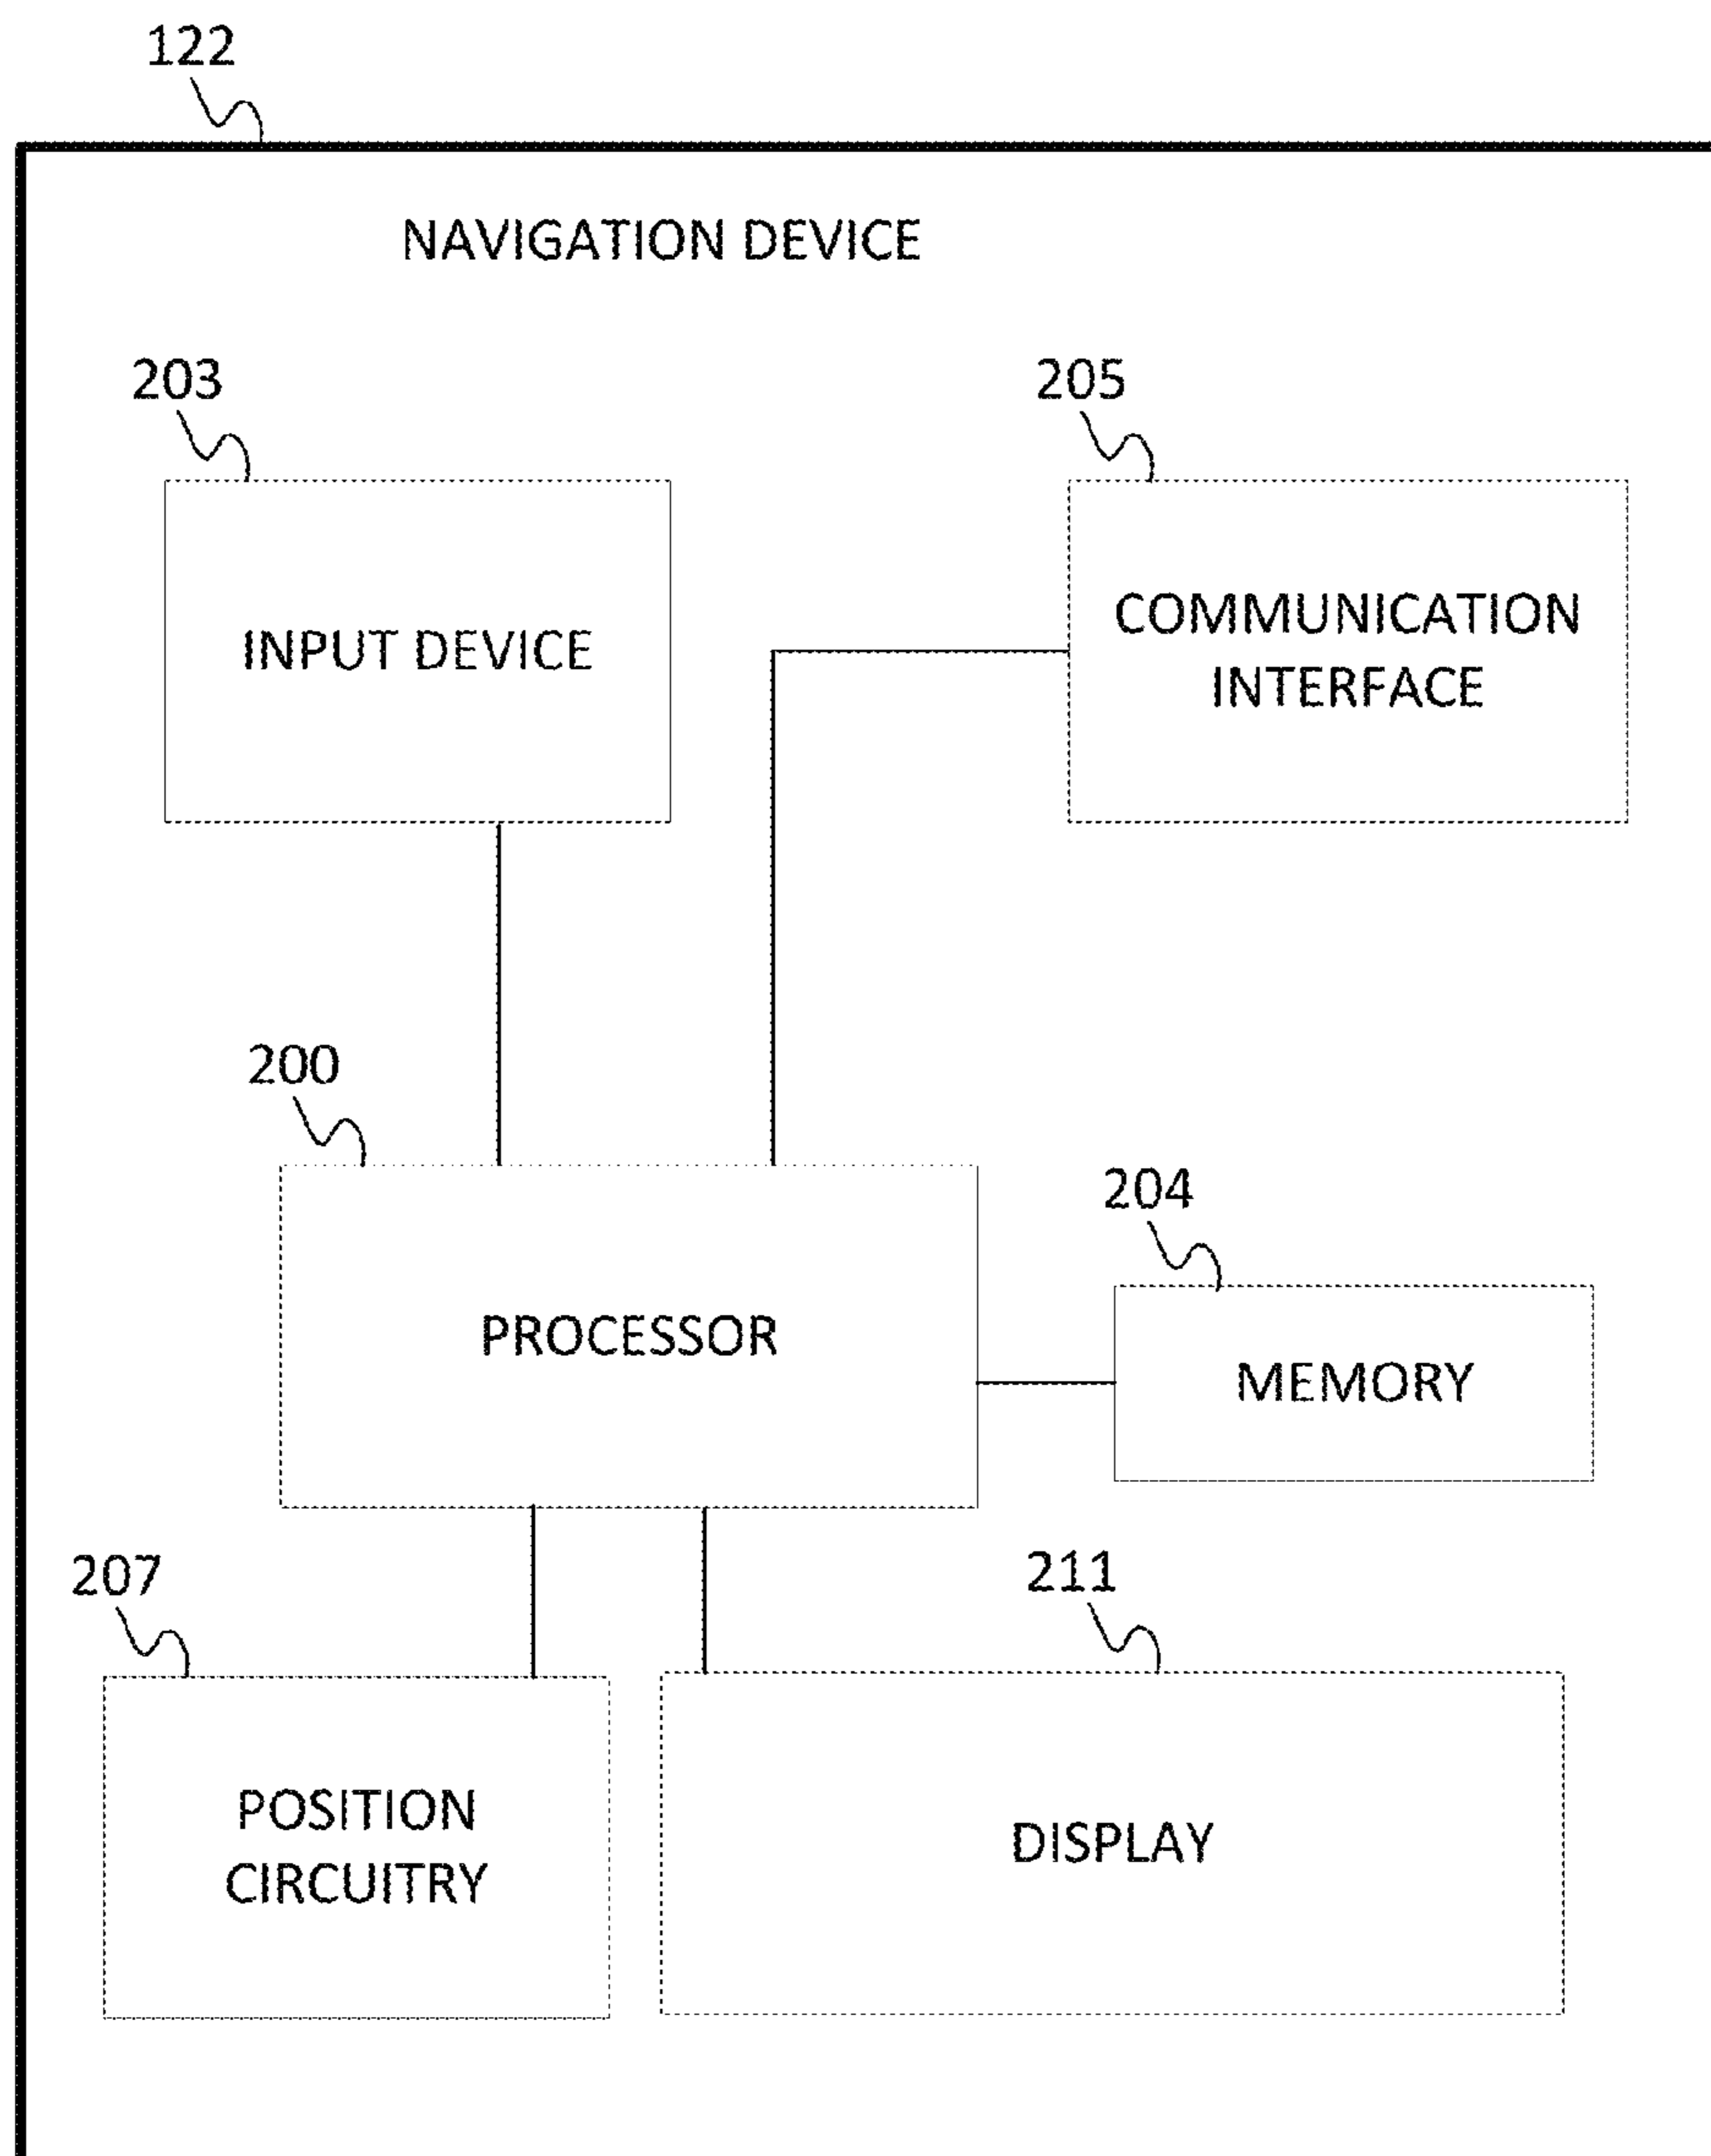 122
NAVIGATION DEVICE
203
205
INPUT DEVICE
COMMUNICATION
INTERFACE
200
204
PROCESSOR
MEMORY
207
211
POSITION
CIRCUITRY
DISPLAY